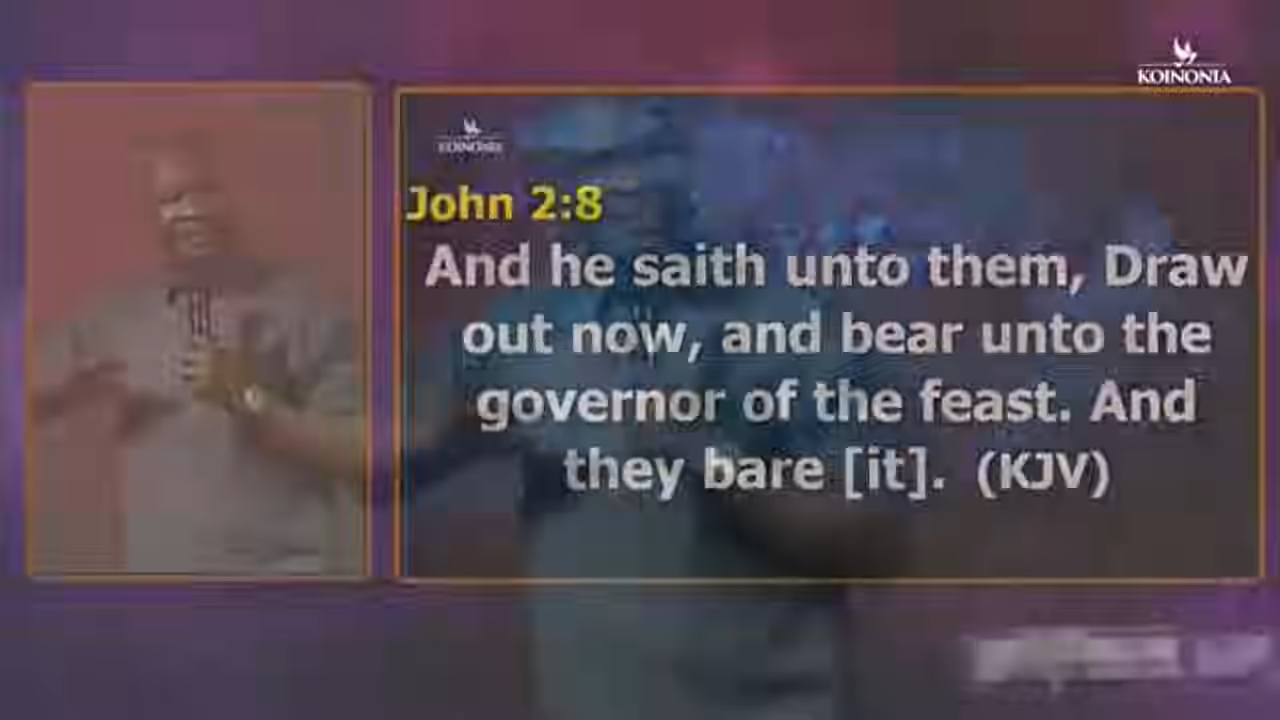 KOINONIA
KOINONIA
John 2:8
And he saith unto them, Draw
out now, and bear unto the
governor of the feast. And
they bare [it]. (KJV)